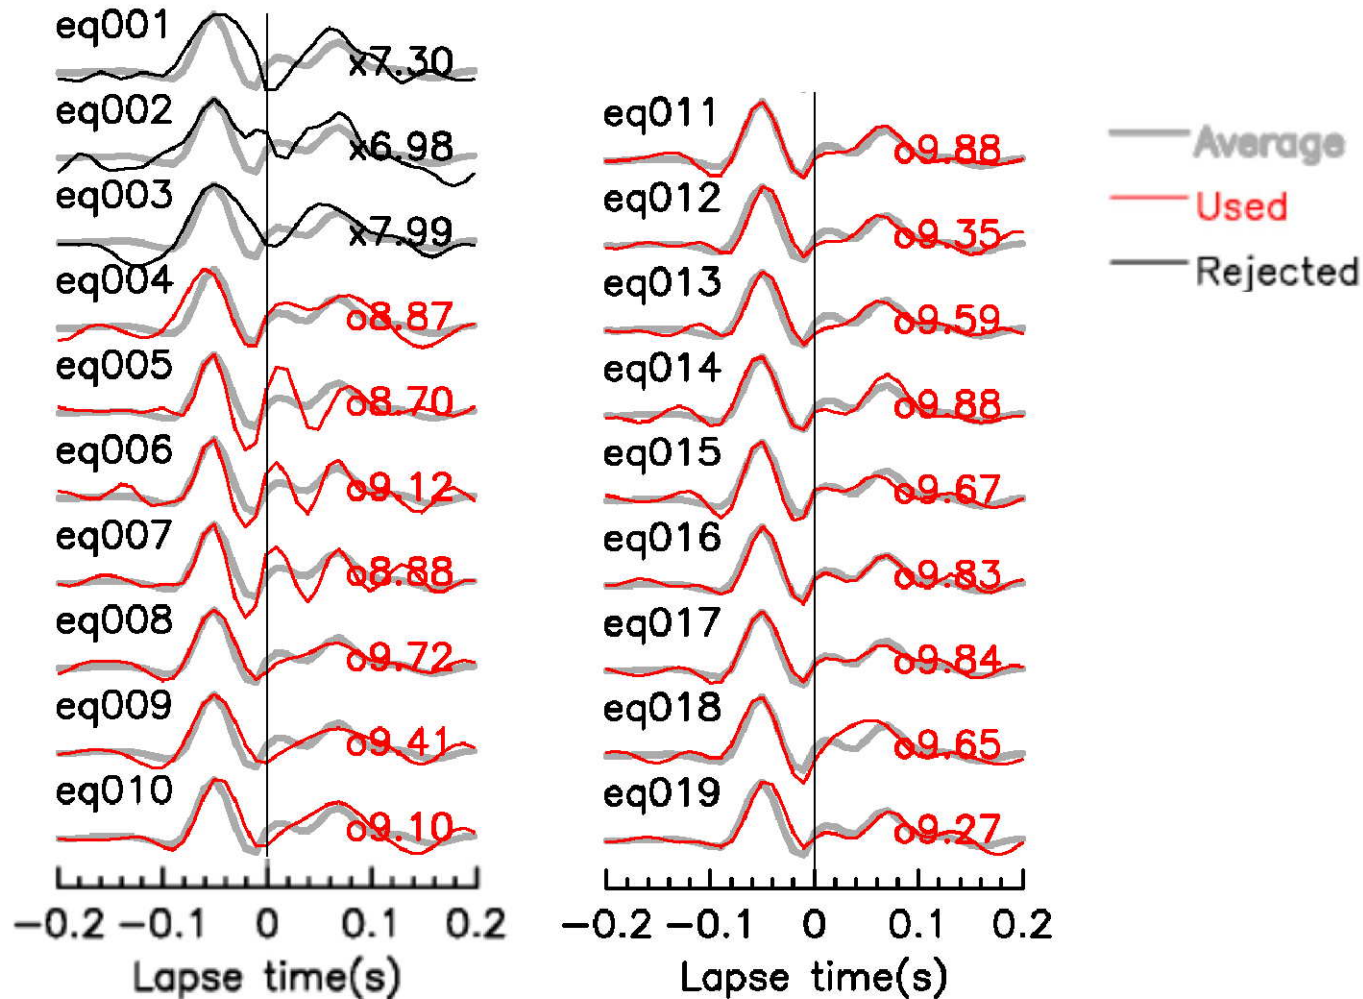 eq001
x7.30
eq002
x6.98
eq003
x7.99
eq004
o8.87
eq005
o8.70
eq006
o9.12
eq007
o8.88
eq008
o9.72
eq009
o9.41
eq010
o9.10
−0.2 −0.1 0 0.1 0.2
Lapse time(s)
eq011
o9.88
eq012
o9.35
eq013
o9.59
eq014
o9.88
eq015
o9.67
eq016
o9.83
eq017
o9.84
eq018
o9.65
eq019
o9.27
−0.2 −0.1 0 0.1 0.2
Lapse time(s)
Average
Used
Rejected